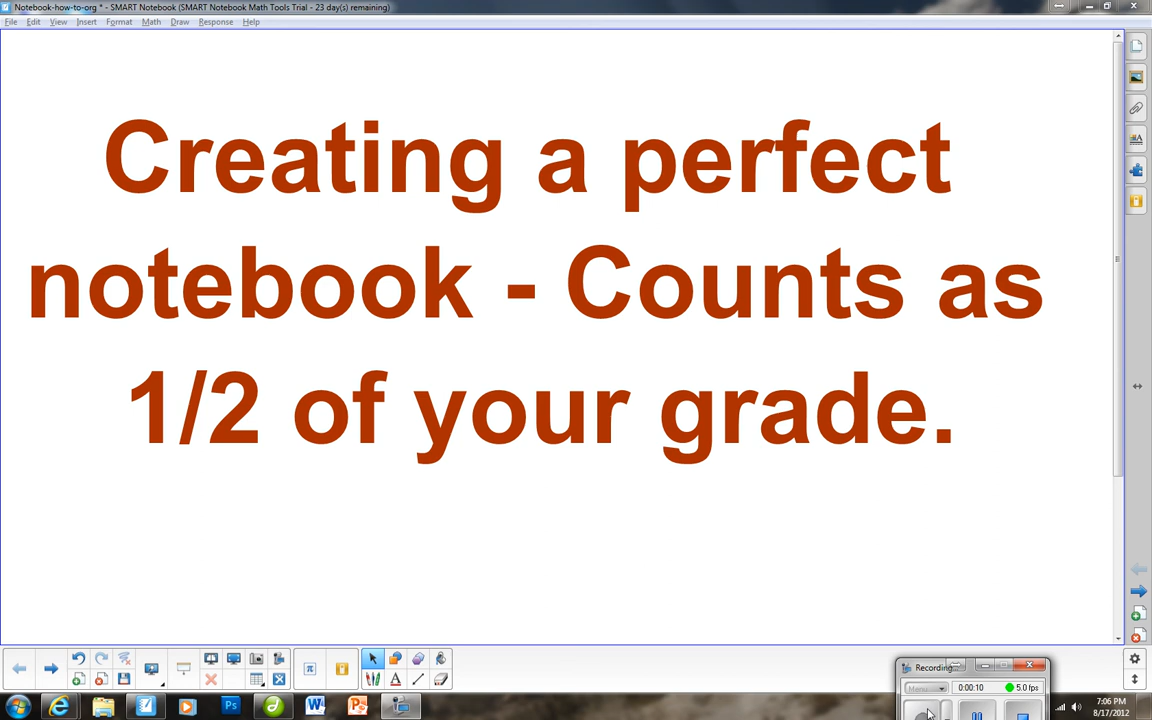 Notebook-how-to-org * - SMART Notebook (SMART Notebook Math Tools Trial - 23 day(s) remaining)
File Edit View Insert Format Math Draw Response Help
Creating a perfect
notebook - Counts as
1/2 of your grade.
Recording...
Menu 0:00:10 5.0 fps
7:06 PM
8/17/2012